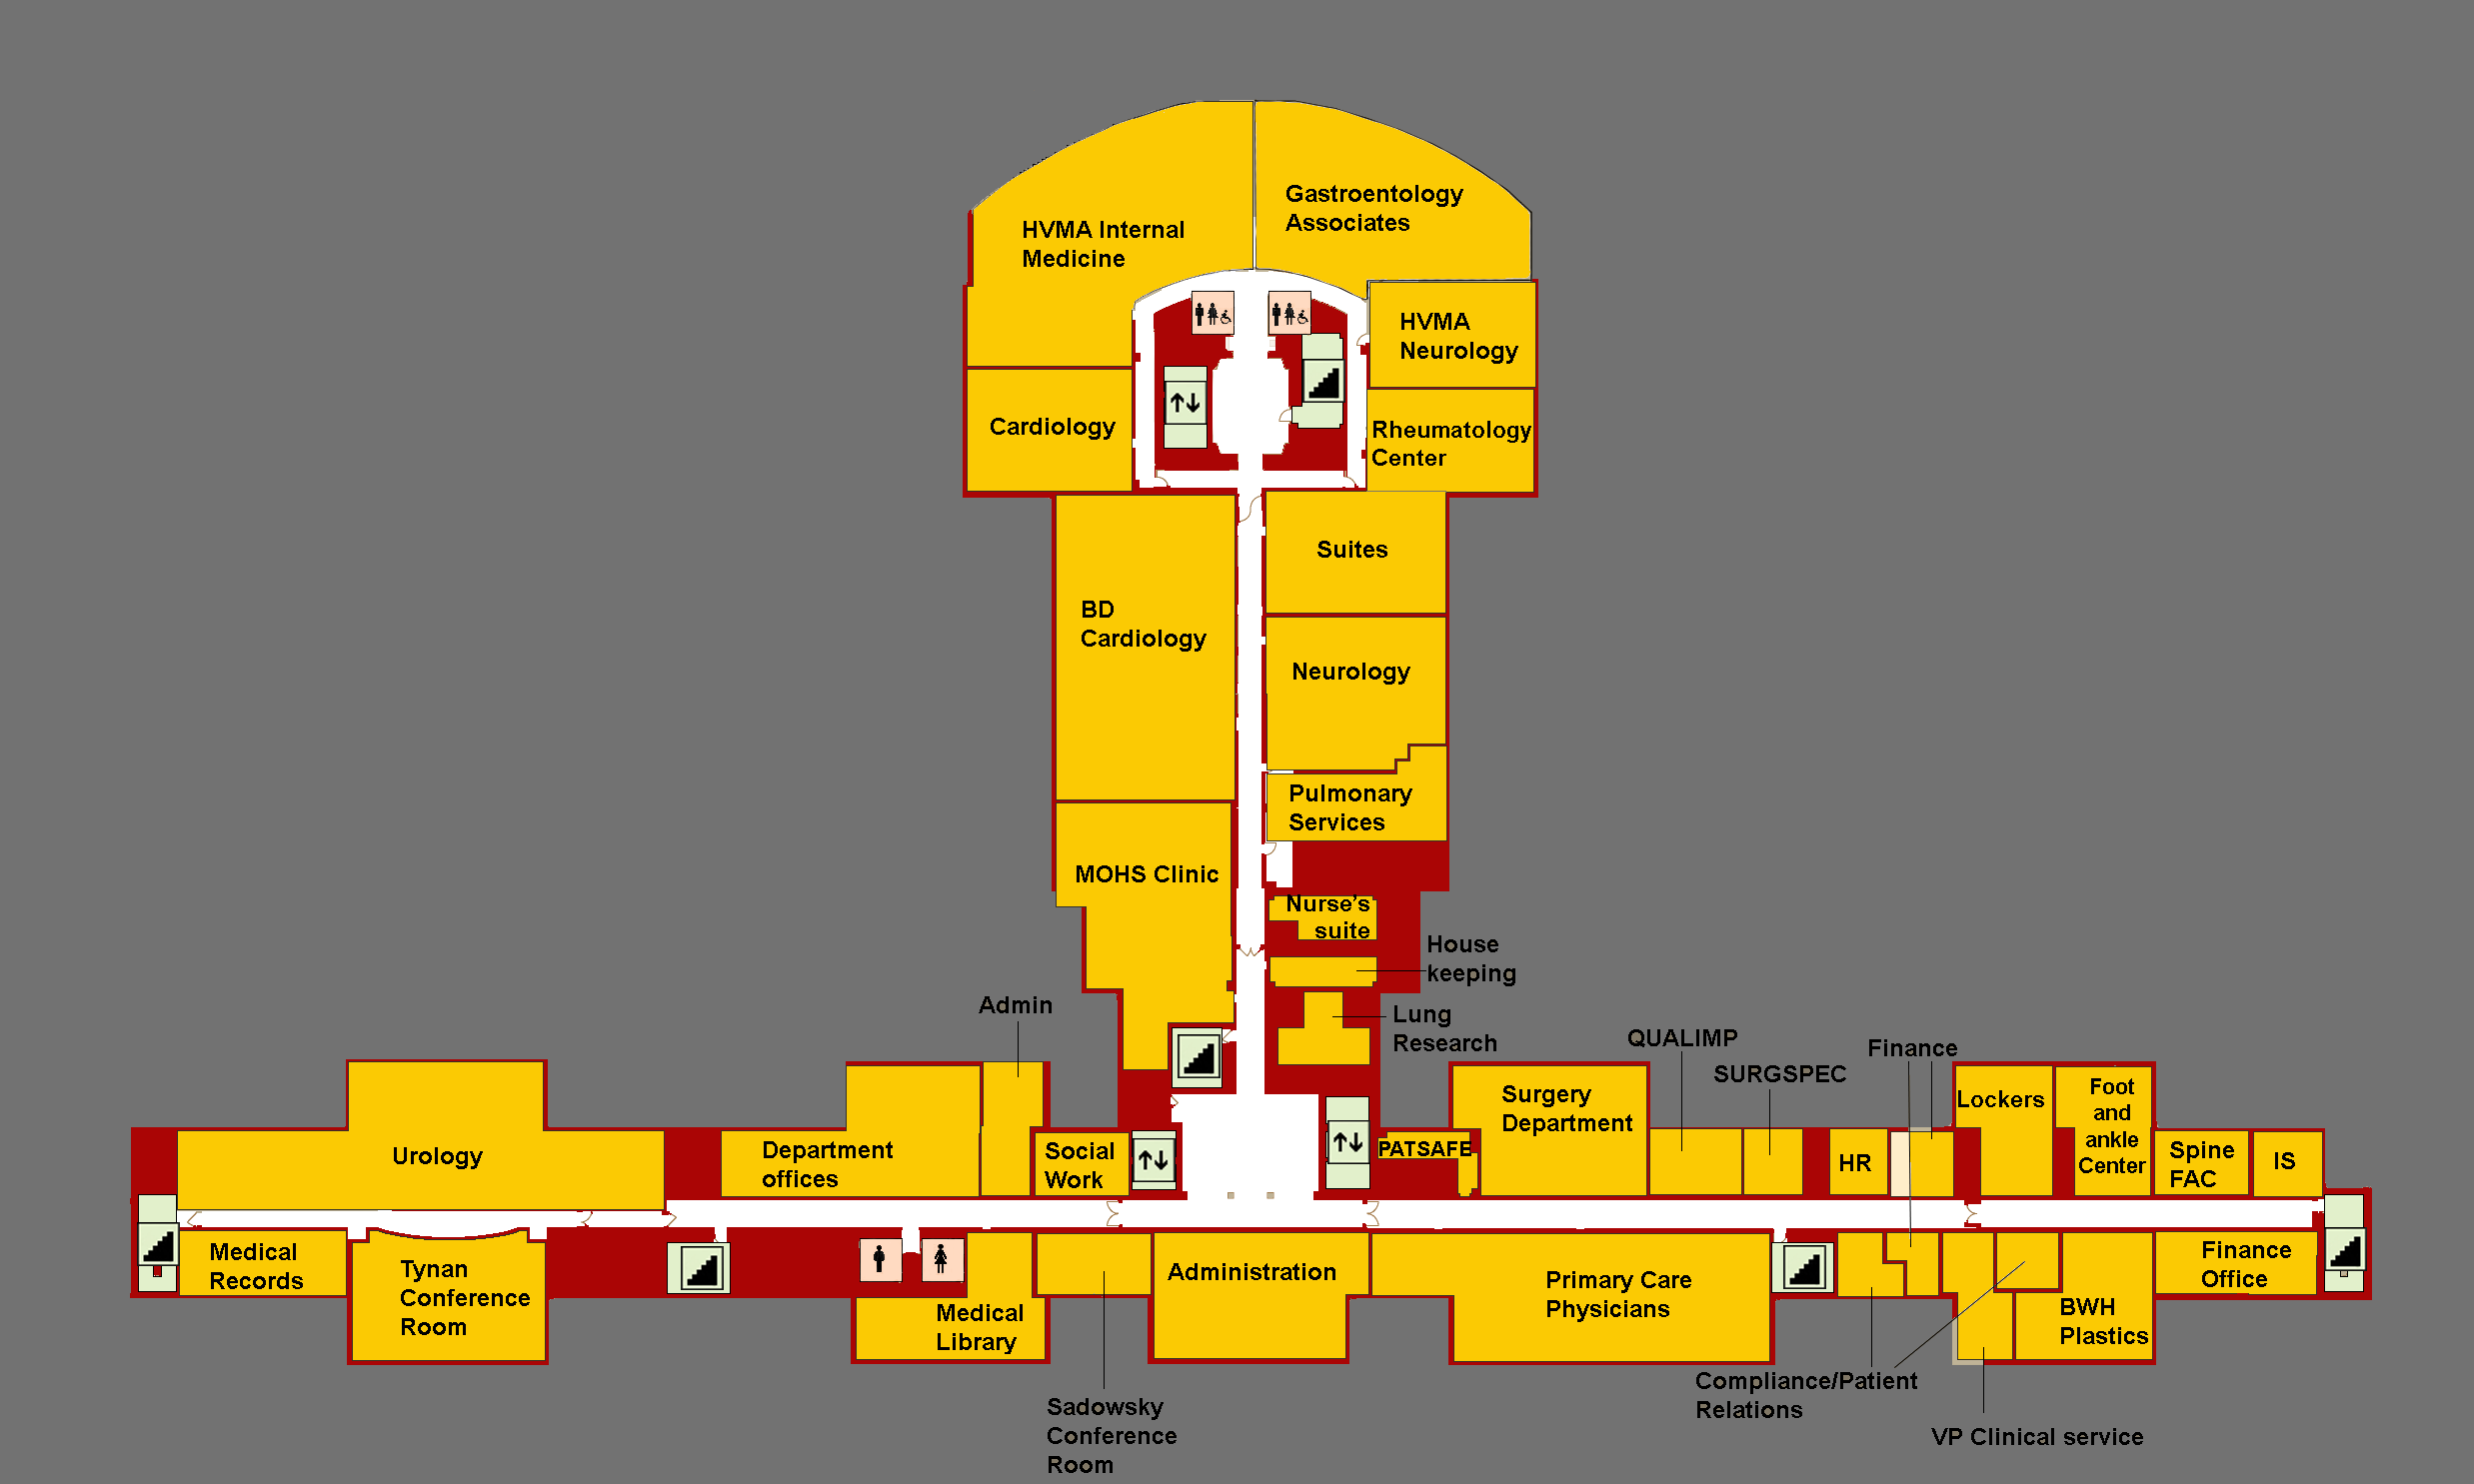 Gastroentology
Associates
HVMA Internal
Medicine
HVMA
Neurology
Cardiology
Rheumatology
Center
Suites
BD
Cardiology
Neurology
Pulmonary
Services
MOHS Clinic
Nurse's
suite
House
keeping
Admin
Lung
Research
QUALIMP
Finance
SURGSPEC
Surgery
Department
Lockers
Foot
and
ankle
Center
Urology
Department
offices
Social
Work
PATSAFE
HR
Spine
FAC
IS
Medical
Records
Tynan
Conference
Room
Medical
Library
Administration
Primary Care
Physicians
BWH
Plastics
Finance
Office
Sadowsky
Conference
Room
Compliance/Patient
Relations
VP Clinical service